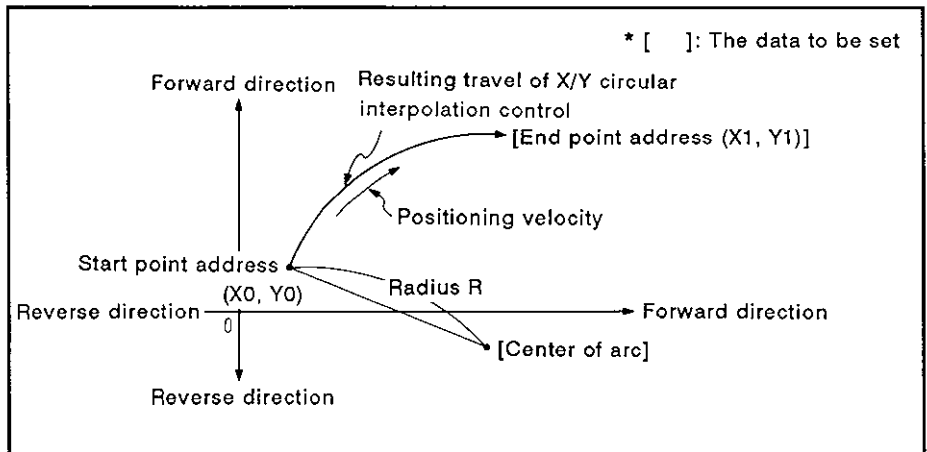 * [ ]: The data to be set
Forward direction
Resulting travel of X/Y circular
interpolation control
[End point address (X1, Y1)]
Positioning velocity
Start point address
(X0, Y0)
Radius R
Reverse direction
0
Forward direction
[Center of arc]
Reverse direction